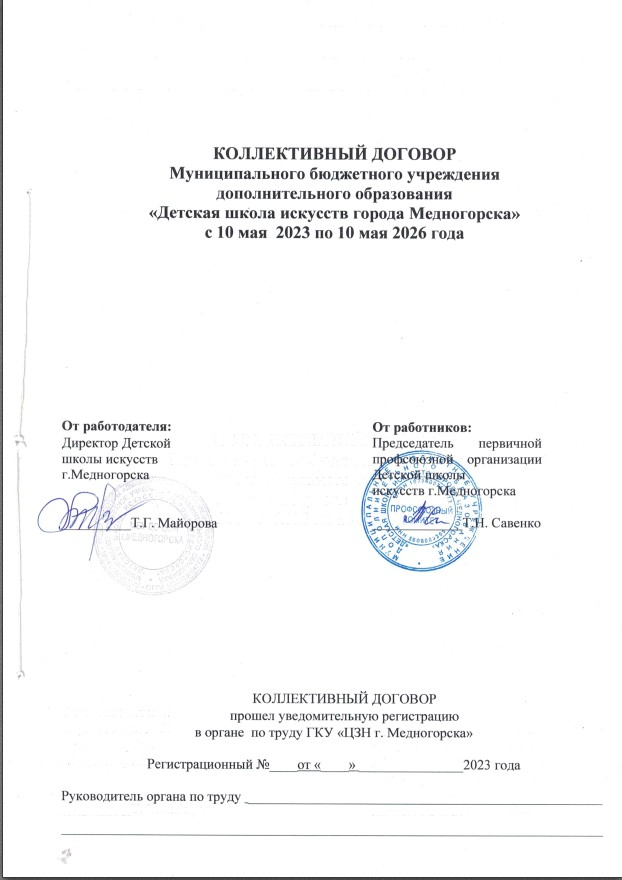 КОЛЛЕКТИВНЫЙ ДОГОВОР
Муниципального бюджетного учреждения
дополнительного образования
«Детская школа искусств города Медногорска»
с 10 мая 2023 по 10 мая 2026 года
От работодателя:
Директор Детской
школы искусств
г.Медногорска
Т.Г. Майорова
От работников:
Председатель первичной
профсоюзной организации
Детской школы
искусств г.Медногорска
ПРОФСОЮЗНЫЙ
Т.Н. Савенко
КОЛЛЕКТИВНЫЙ ДОГОВОР
прошел уведомительную регистрацию
в органе по труду ГКУ «ЦЗН г. Медногорска»
Регистрационный №____от «____»_______________2023 года
Руководитель органа по труду ___________________________